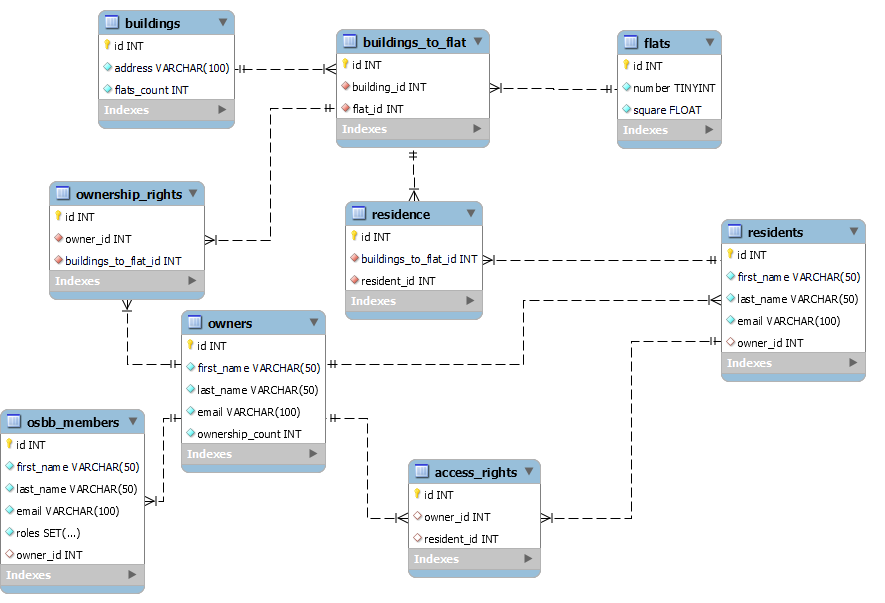 buildings
id INT
address VARCHAR(100)
flats_count INT
Indexes
buildings_to_flat
id INT
building_id INT
flat_id INT
Indexes
flats
id INT
number TINYINT
square FLOAT
Indexes
ownership_rights
id INT
owner_id INT
buildings_to_flat_id INT
Indexes
residence
id INT
buildings_to_flat_id INT
resident_id INT
Indexes
residents
id INT
first_name VARCHAR(50)
last_name VARCHAR(50)
email VARCHAR(100)
owner_id INT
Indexes
owners
id INT
first_name VARCHAR(50)
last_name VARCHAR(50)
email VARCHAR(100)
ownership_count INT
Indexes
osbb_members
id INT
first_name VARCHAR(50)
last_name VARCHAR(50)
email VARCHAR(100)
roles SET(...)
owner_id INT
Indexes
access_rights
id INT
owner_id INT
resident_id INT
Indexes